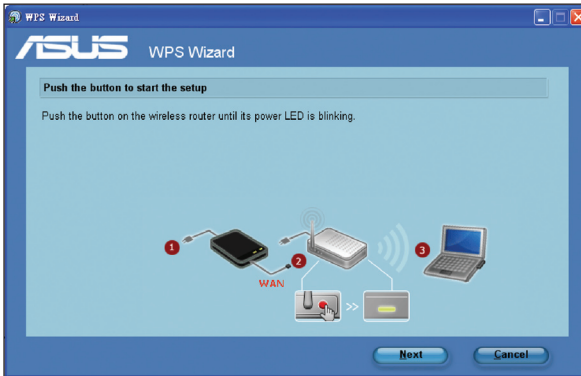 WPS Wizard
ASUS WPS Wizard
Push the button to start the setup
Push the button on the wireless router until its power LED is blinking.
1
2
3
WAN
>>
Next
Cancel